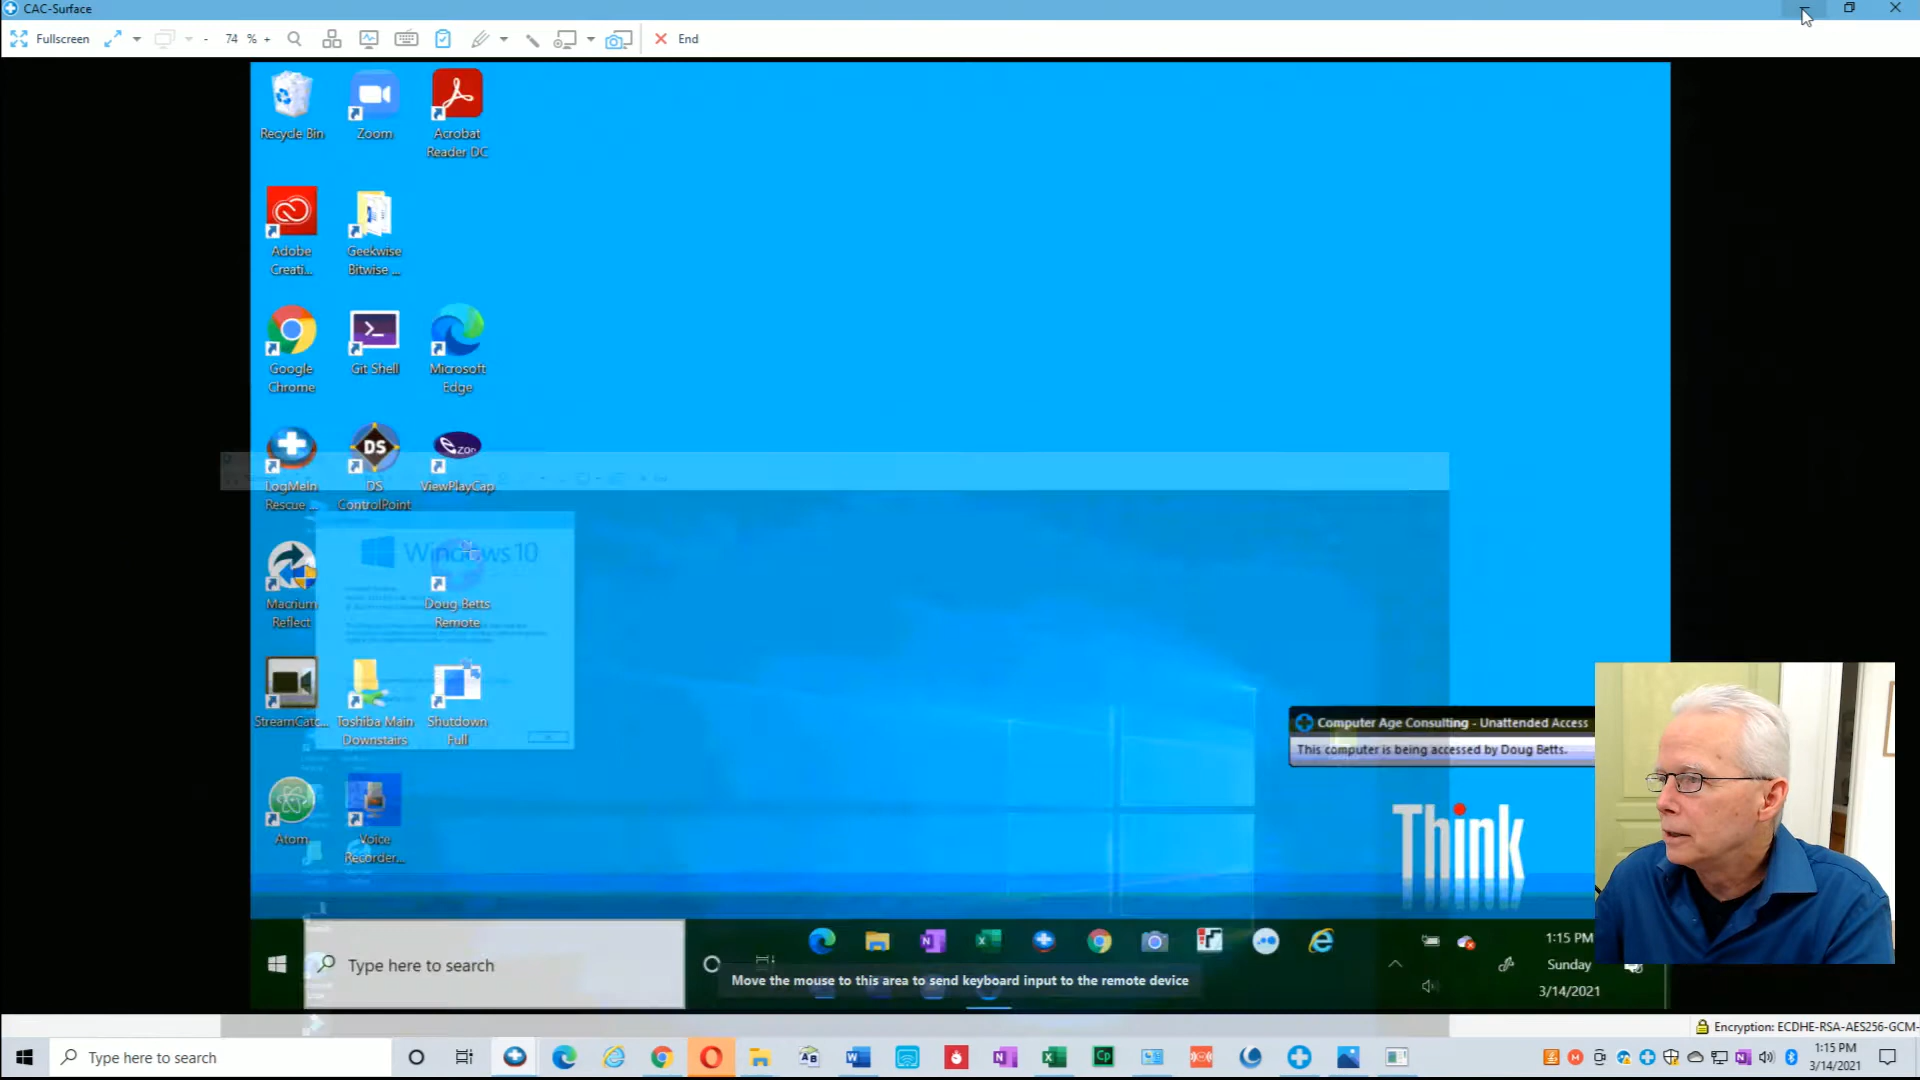 CAC-Surface
Fullscreen
- 74 % +
End
Recycle Bin
Zoom
Acrobat
Reader DC
Adobe
Creati...
Geekwise
Bitwise ...
Google
Chrome
Git Shell
Microsoft
Edge
LogMeIn
Rescue ...
DS
DS
ControlPoint
ViewPlayCap
Macrium
Reflect
Windows 10
Doug Betts
Remote
StreamCatc...
Toshiba Main
Downstairs
Shutdown
Full
Atom
Voice
Recorder...
Computer Age Consulting - Unattended Access
This computer is being accessed by Doug Betts.
Think
Type here to search
Move the mouse to this area to send keyboard input to the remote device
1:15 PM
Sunday
3/14/2021
Encryption: ECDHE-RSA-AES256-GCM-
Type here to search
1:15 PM
3/14/2021